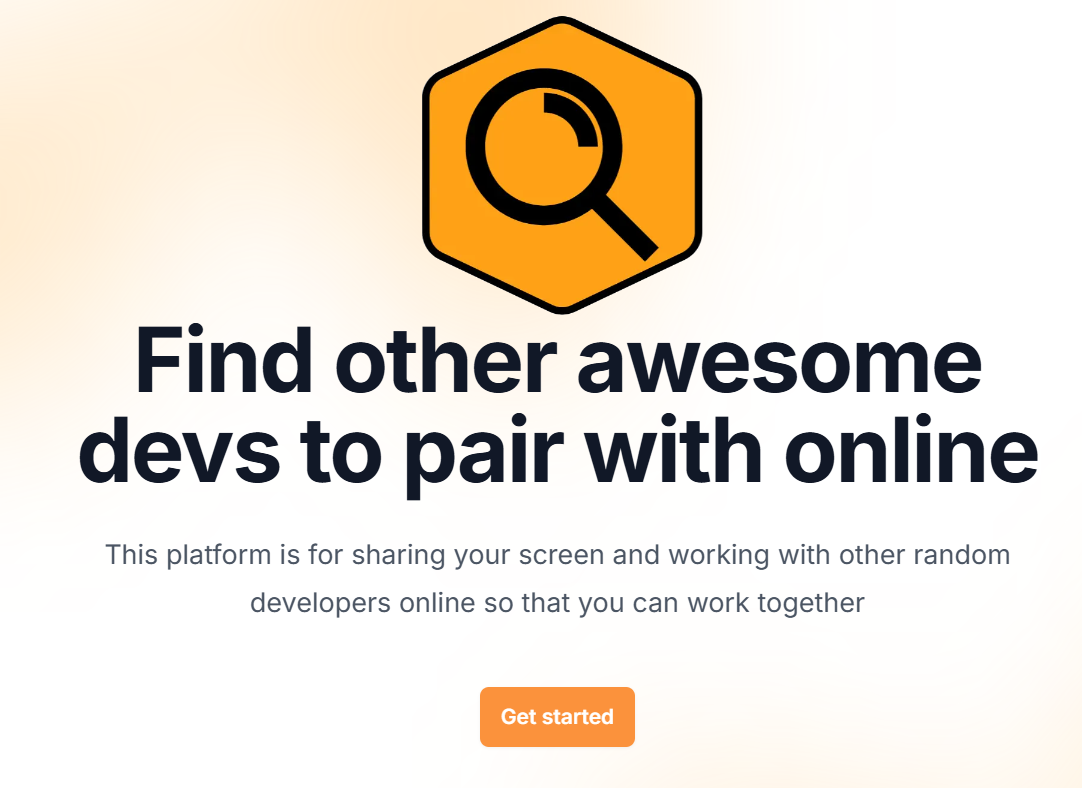 Find other awesome
devs to pair with online
This platform is for sharing your screen and working with other random
developers online so that you can work together
Get started